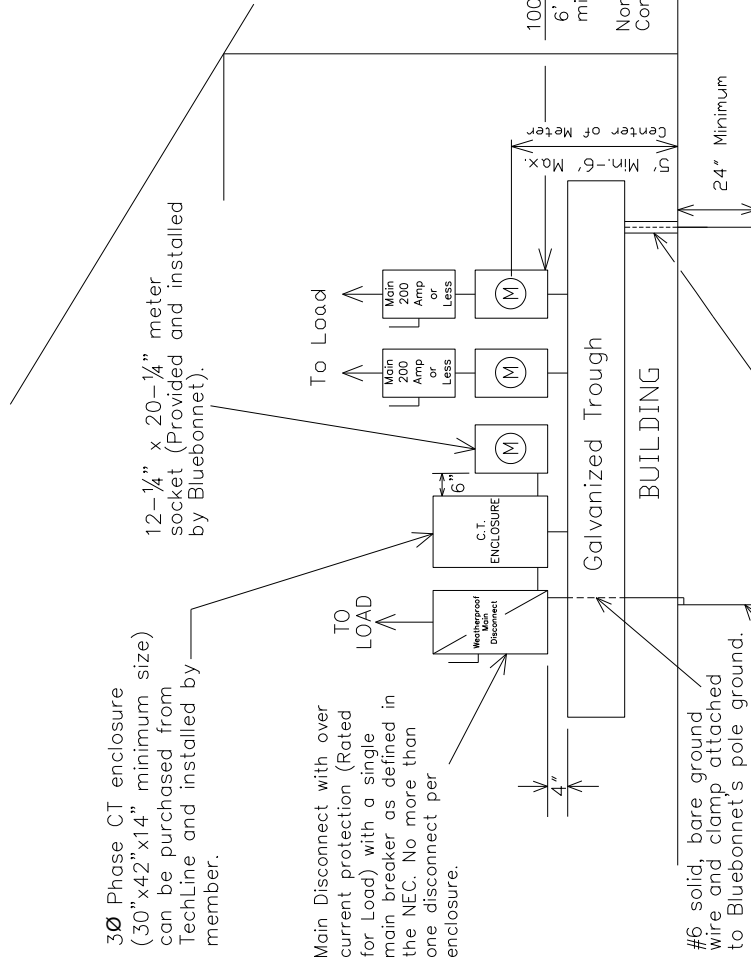 3Ø Phase CT enclosure
(30"x42"x14" minimum size)
can be purchased from
TechLine and installed by
member.
12-¼" x 20-¼" meter
socket (Provided and installed
by Bluebonnet).
Main Disconnect with over
current protection (Rated
for Load) with a single
main breaker as defined in
the NEC. No more than
one disconnect per
enclosure.
TO
LOAD
To Load
Weatherproof
Main
Disconnect
C.T.
ENCLOSURE
6"
M
M
M
Main
200
Amp
or
Less
Main
200
Amp
or
Less
4"
Galvanized Trough
BUILDING
5' Min.-6' Max.
Center of Meter
24" Minimum
100
6'
mi
Nor
Con
#6 solid, bare ground
wire and clamp attached
to Bluebonnet's pole ground.